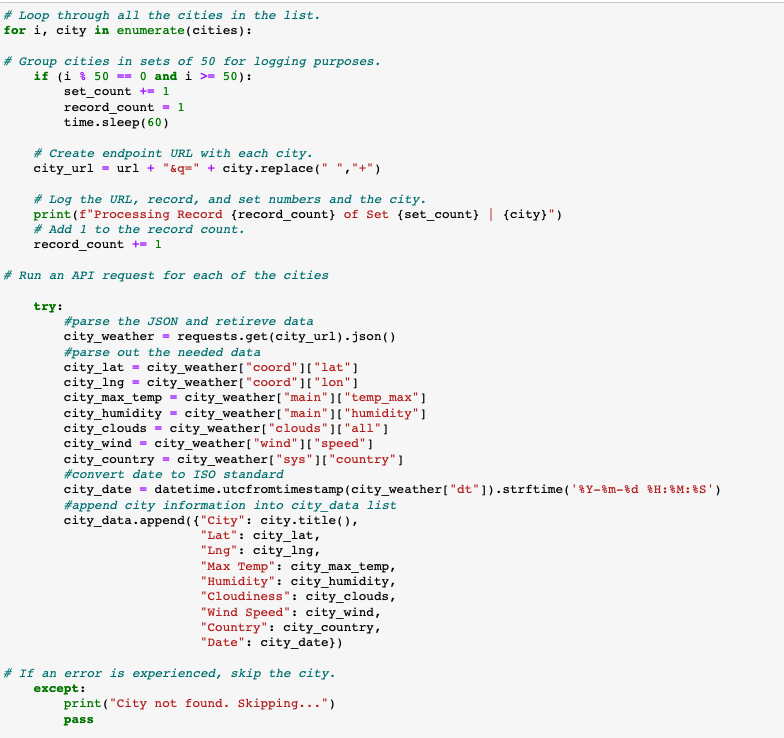 # Loop through all the cities in the list.
for i, city in enumerate(cities):
# Group cities in sets of 50 for logging purposes.
    if (i % 50 == 0 and i >= 50):
        set_count += 1
        record_count = 1
        time.sleep(60)
    # Create endpoint URL with each city.
    city_url = url + "&q=" + city.replace(" ","+")
    # Log the URL, record, and set numbers and the city.
    print(f"Processing Record {record_count} of Set {set_count} | {city}")
    # Add 1 to the record count.
    record_count += 1
# Run an API request for each of the cities
    try:
        #parse the JSON and retireve data
        city_weather = requests.get(city_url).json()
        #parse out the needed data
        city_lat = city_weather["coord"]["lat"]
        city_lng = city_weather["coord"]["lon"]
        city_max_temp = city_weather["main"]["temp_max"]
        city_humidity = city_weather["main"]["humidity"]
        city_clouds = city_weather["clouds"]["all"]
        city_wind = city_weather["wind"]["speed"]
        city_country = city_weather["sys"]["country"]
        #convert date to ISO standard
        city_date = datetime.utcfromtimestamp(city_weather["dt"]).strftime('%Y-%m-%d %H:%M:%S')
        #append city information into city_data list
        city_data.append({"City": city.title(),
                          "Lat": city_lat,
                          "Lng": city_lng,
                          "Max Temp": city_max_temp,
                          "Humidity": city_humidity,
                          "Cloudiness": city_clouds,
                          "Wind Speed": city_wind,
                          "Country": city_country,
                          "Date": city_date})
# If an error is experienced, skip the city.
    except:
        print("City not found. Skipping...")
        pass